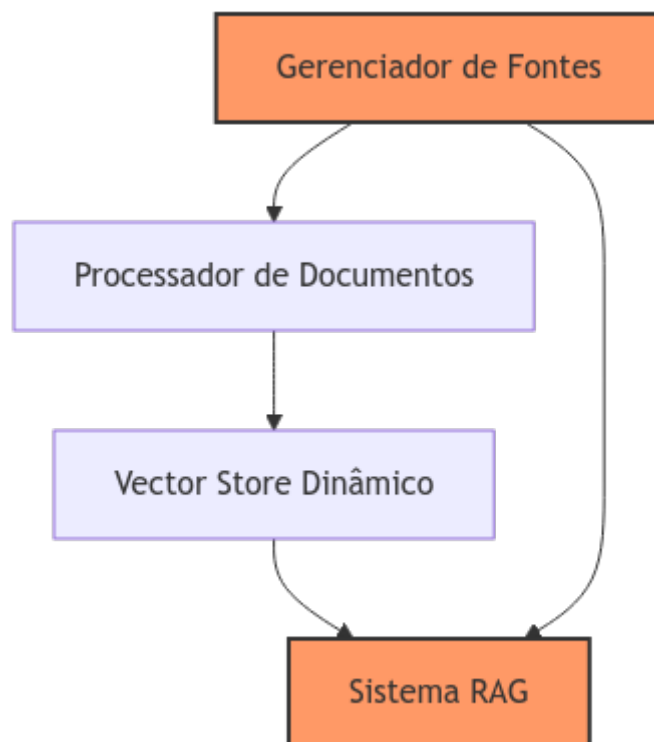 Gerenciador de Fontes
Processador de Documentos
Vector Store Dinâmico
Sistema RAG